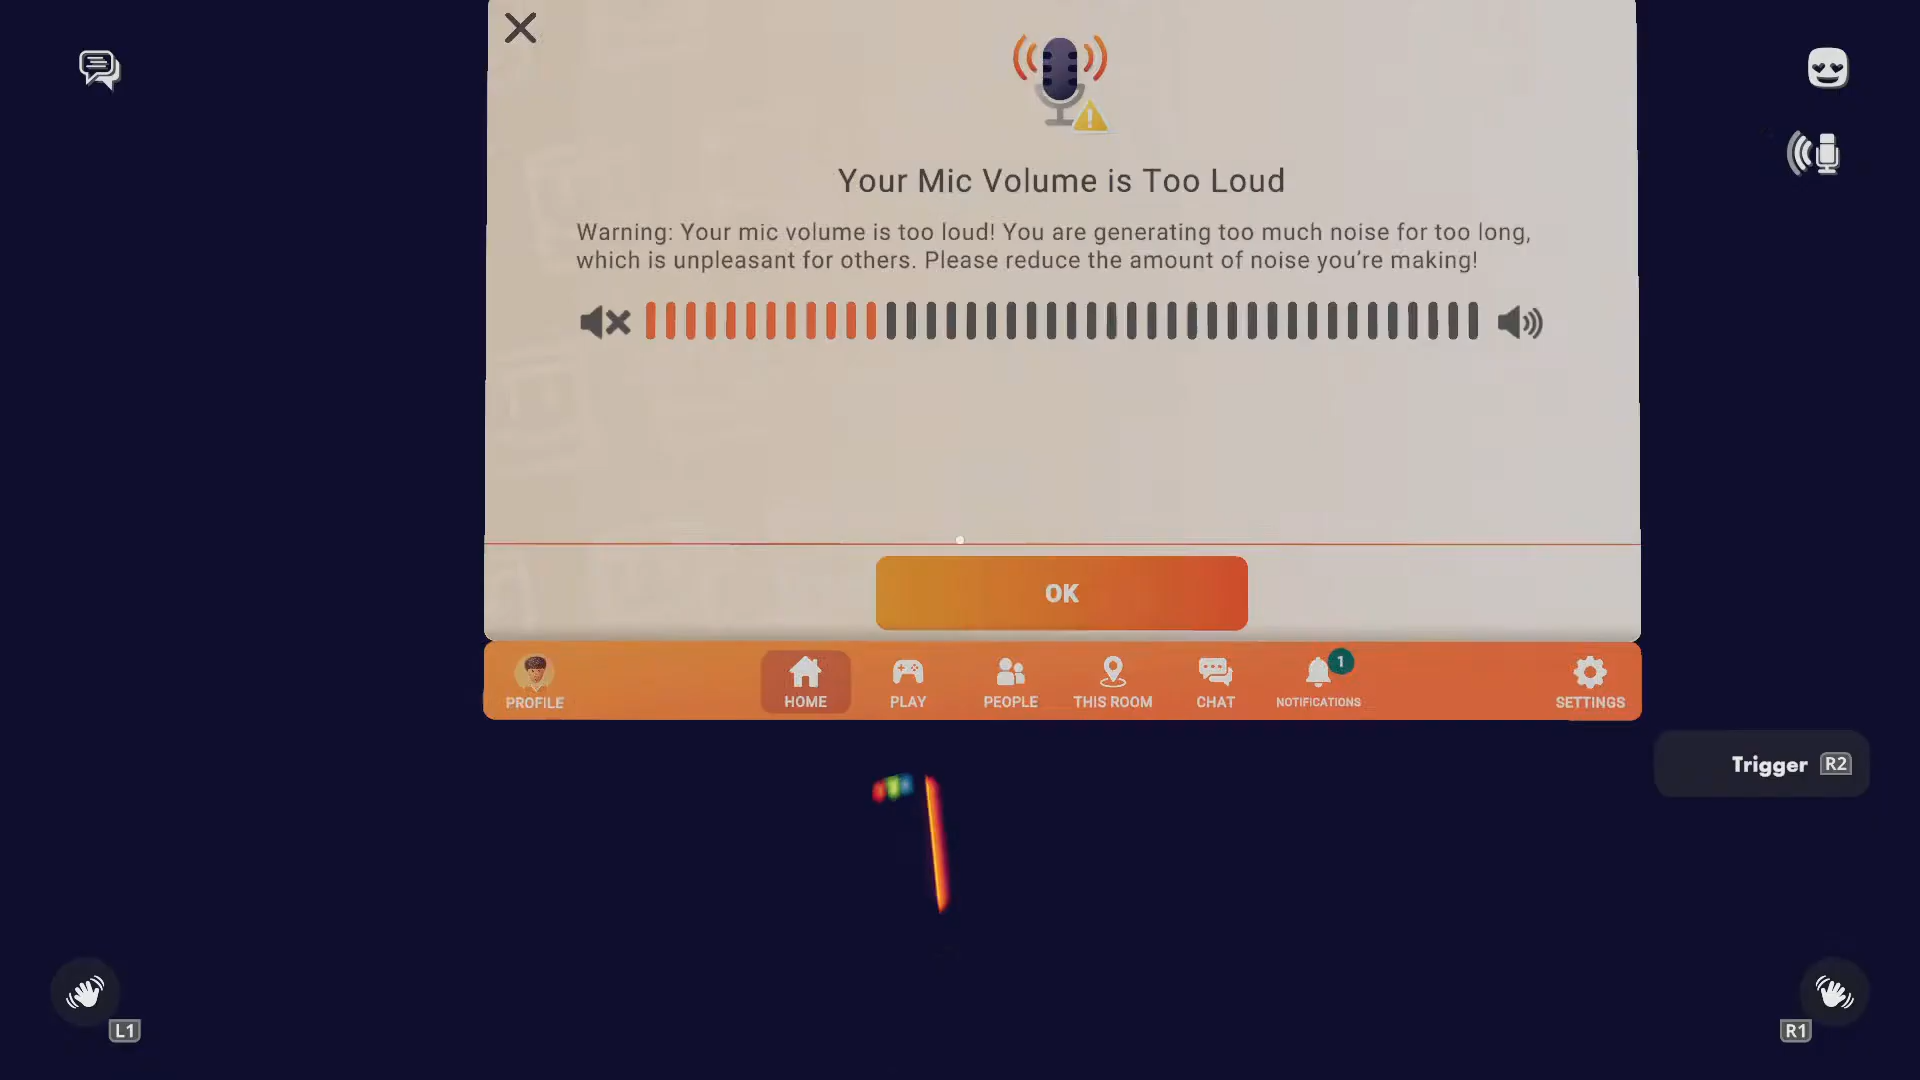 Your Mic Volume is Too Loud
Warning: Your mic volume is too loud! You are generating too much noise for too long,
which is unpleasant for others. Please reduce the amount of noise you're making!
OK
PROFILE
HOME
PLAY
PEOPLE
THIS ROOM
CHAT
NOTIFICATIONS
1
SETTINGS
Trigger R2
L1
R1